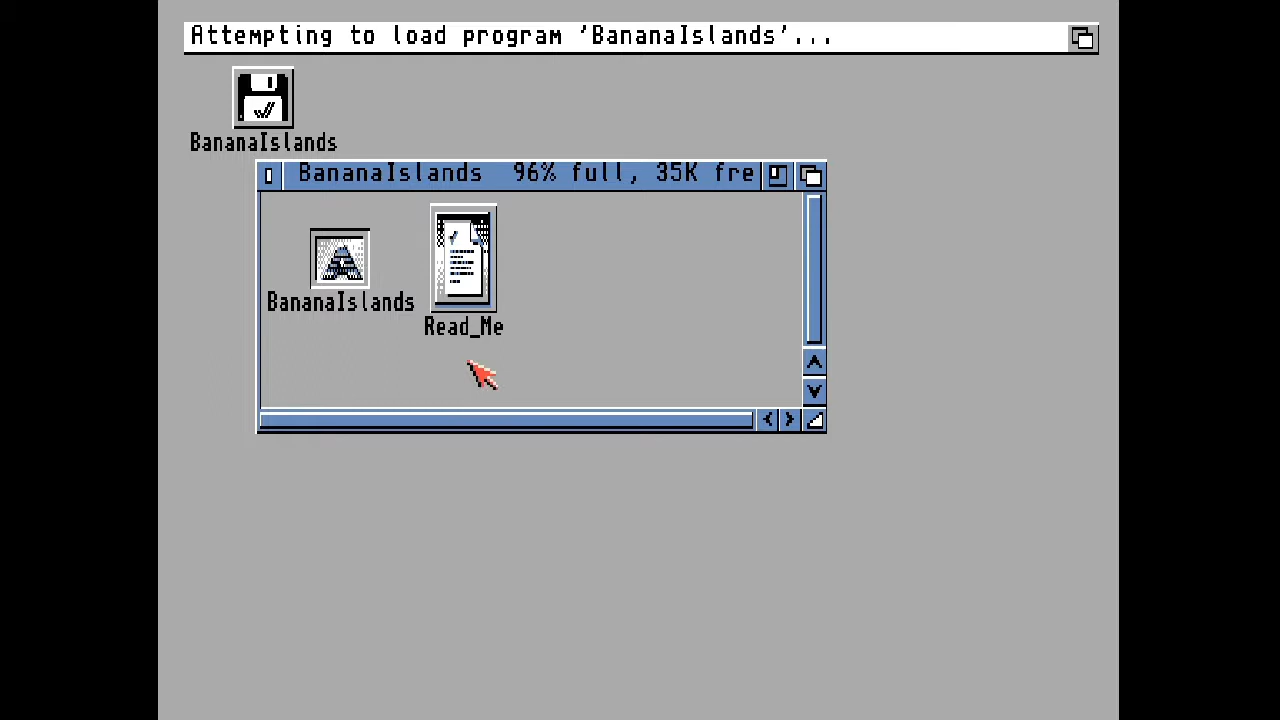 Attempting to load program 'BananaIslands'...
BananaIslands
BananaIslands 96% full, 35K fre
BananaIslands
Read_Me